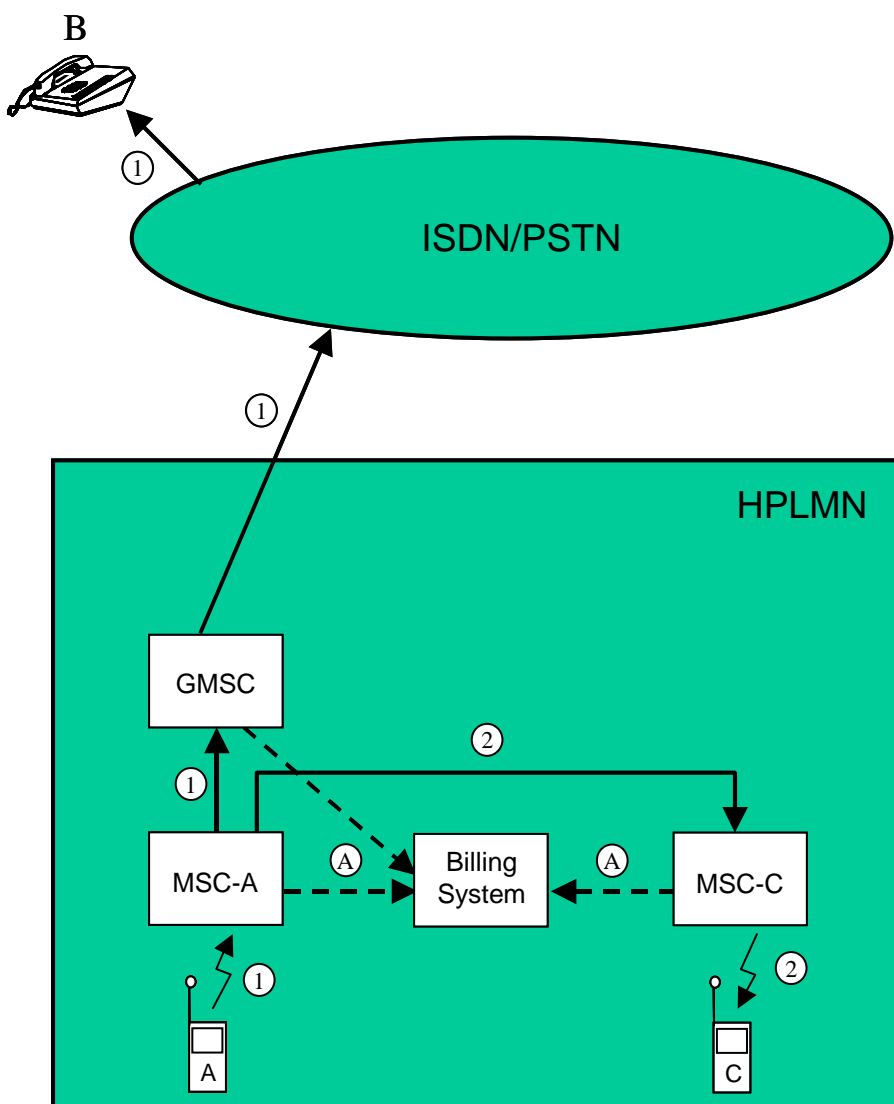 B
1
ISDN/PSTN
1
HPLMN
GMSC
2
1
MSC-A
A
Billing
System
A
MSC-C
1
2
A
C